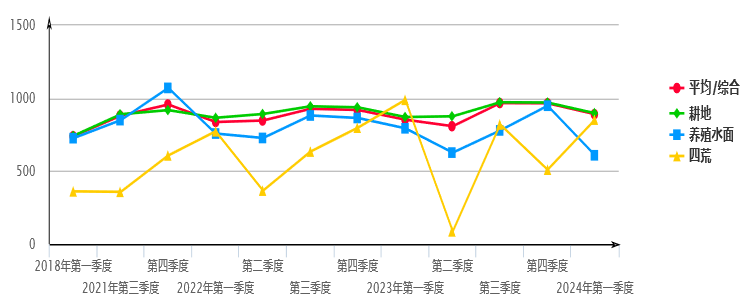 1500
1000
500
0
2018年第一季度
2021年第三季度
第四季度
2022年第一季度
第二季度
第三季度
第四季度
2023年第一季度
第二季度
第三季度
第四季度
2024年第一季度
平均/综合
耕地
养殖水面
四荒